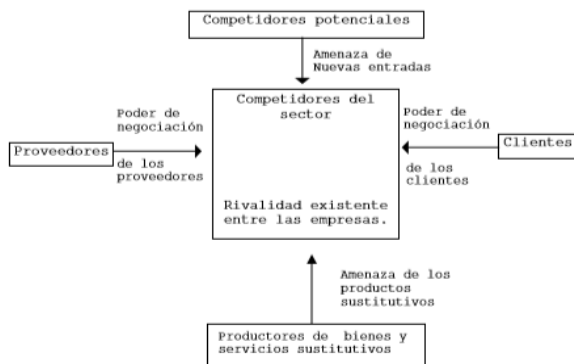 Competidores potenciales
Amenaza de
Nuevas entradas
Competidores del
sector
Poder de
negociación
Proveedores
de los
proveedores
Poder de
negociación
Clientes
de los
clientes
Rivalidad existente
entre las empresas.
Amenaza de los
productos
sustitutivos
Productores de bienes y
servicios sustitutivos